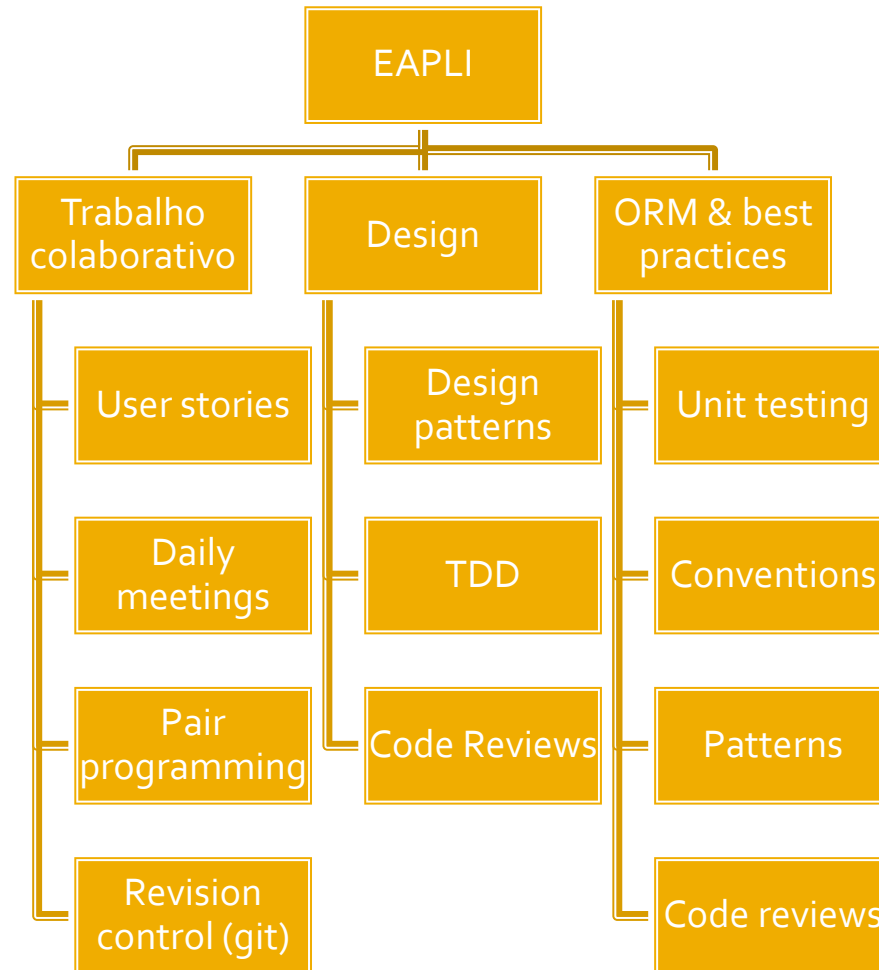 EAPLI
Trabalho
colaborativo
User stories
Daily
meetings
Pair
programming
Revision
control (git)
Design
Design
patterns
TDD
Code Reviews
ORM & best
practices
Unit testing
Conventions
Patterns
Code reviews